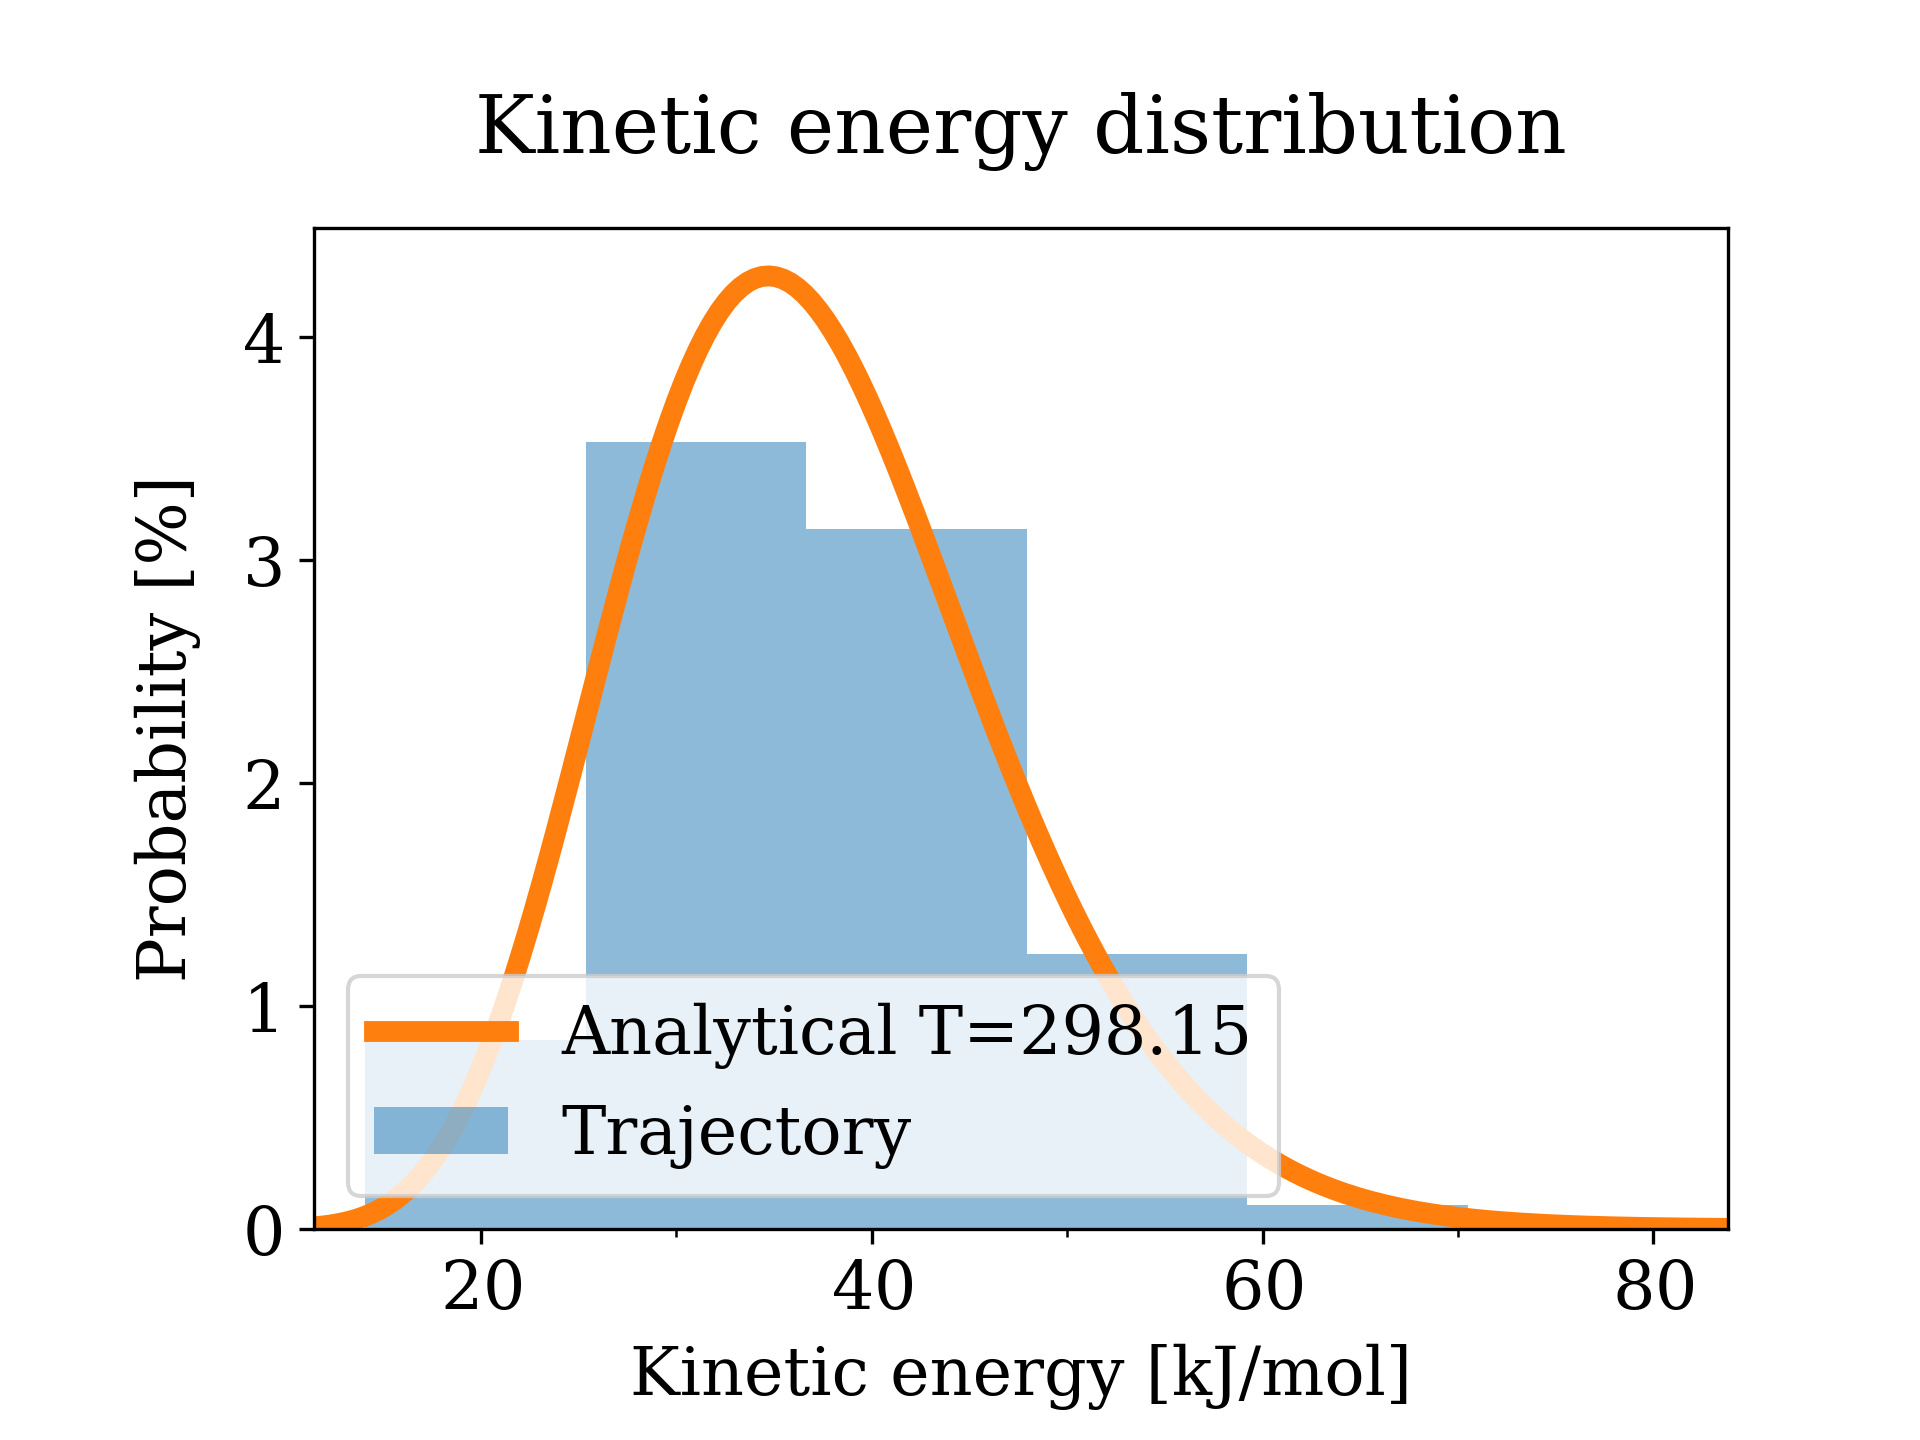 Kinetic energy distribution
Probability [%]
4
3
2
1
0
Analytical T=298.15
Trajectory
20 40 60 80
Kinetic energy [kJ/mol]